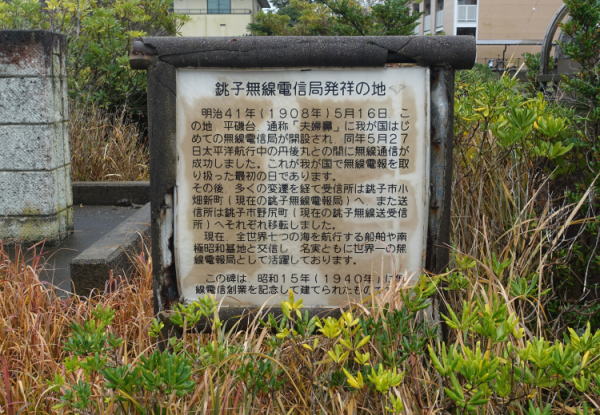 銚子無線電信局発祥の地
明治41年(1908年)5月16日 こ
の地 平磯台 通称「夫婦鼻」に我が国はじ
めての無線電信局が開設され 同年5月27
日太平洋航行中の丹後丸との間に無線通信が
成功しました。これが我が国で無線電報を取
り扱った最初の日であります。
その後、多くの変遷を経て受信所は銚子市小
畑新町(現在の銚子無線電報局)へ また送
信所は銚子市野尻町(現在の銚子無線送受信
所)へそれぞれ移転しました。
現在 全世界七つの海を航行する船舶や南
極昭和基地と交信し 名実ともに世界一の無
線電報局として活躍しております。
この碑は 昭和15年(1940年)に無
線電信創業を記念して建てられたもので